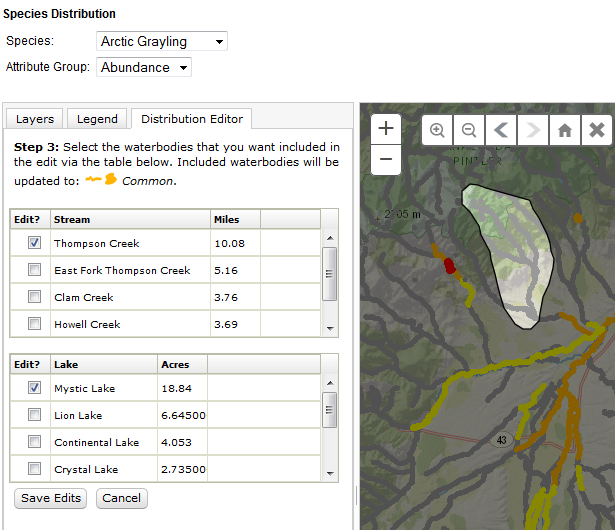 Species Distribution
Species: Arctic Grayling
Attribute Group: Abundance
Layers Legend Distribution Editor
Step 3: Select the waterbodies that you want included
in the edit via the table below. Included waterbodies will be
updated to: Common.
Edit? Stream Miles
Thompson Creek 10.08
East Fork Thompson Creek 5.16
Clam Creek 3.76
Howell Creek 3.69
Edit? Lake Acres
Mystic Lake 18.84
Lion Lake 6.64500
Continental Lake 4.053
Crystal Lake 2.73500
Save Edits Cancel
+
−
PINTLER
43